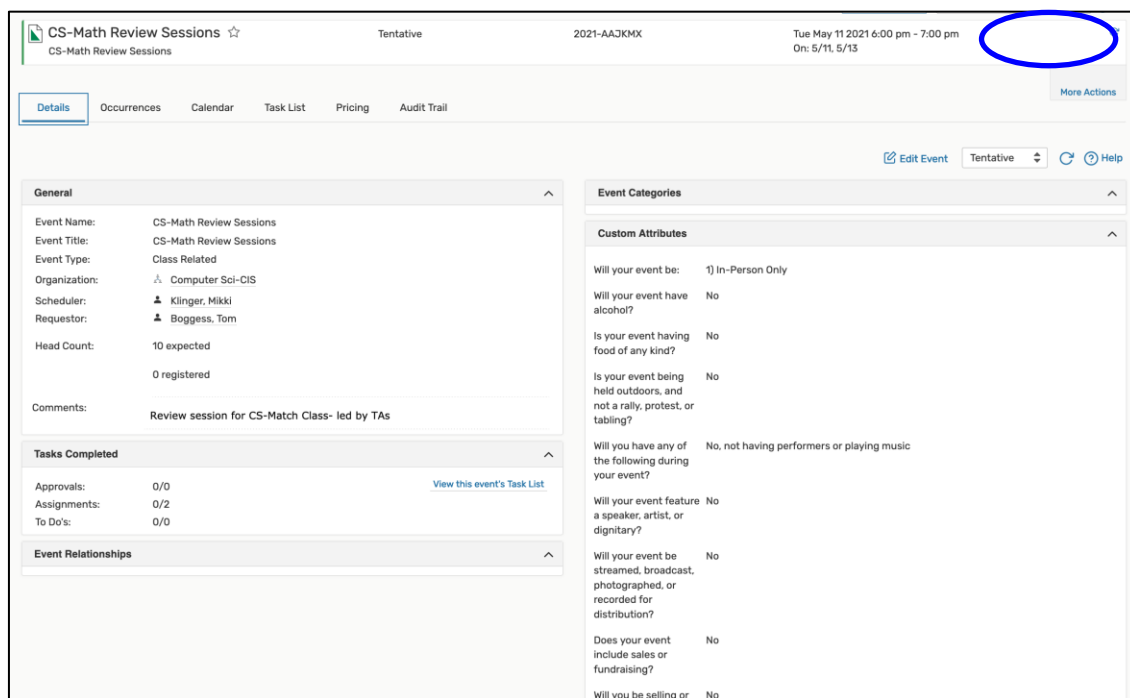 CS-Math Review Sessions
Tentative
2021-AAJKMX
Tue May 11 2021 6:00 pm - 7:00 pm
CS-Math Review Sessions
On: 5/11, 5/13
More Actions
Details
Occurrences
Calendar
Task List
Pricing
Audit Trail
Edit Event
Tentative
Help
General
Event Name: CS-Math Review Sessions
Event Title: CS-Math Review Sessions
Event Type: Class Related
Organization: Computer Sci-CIS
Scheduler: Klinger, Mikki
Requestor: Boggess, Tom
Head Count: 10 expected
0 registered
Comments: Review session for CS-Match Class- led by TAs
Tasks Completed
Approvals: 0/0
View this event's Task List
Assignments: 0/2
To Do's: 0/0
Event Relationships
Event Categories
Custom Attributes
Will your event be: 1) In-Person Only
Will your event have No
alcohol?
Is your event having No
food of any kind?
Is your event being No
held outdoors, and
not a rally, protest, or
tabling?
Will you have any of No, not having performers or playing music
the following during
your event?
Will your event feature No
a speaker, artist, or
dignitary?
Will your event be No
streamed, broadcast,
photographed, or
recorded for
distribution?
Does your event No
include sales or
fundraising?
Will you be selling or No